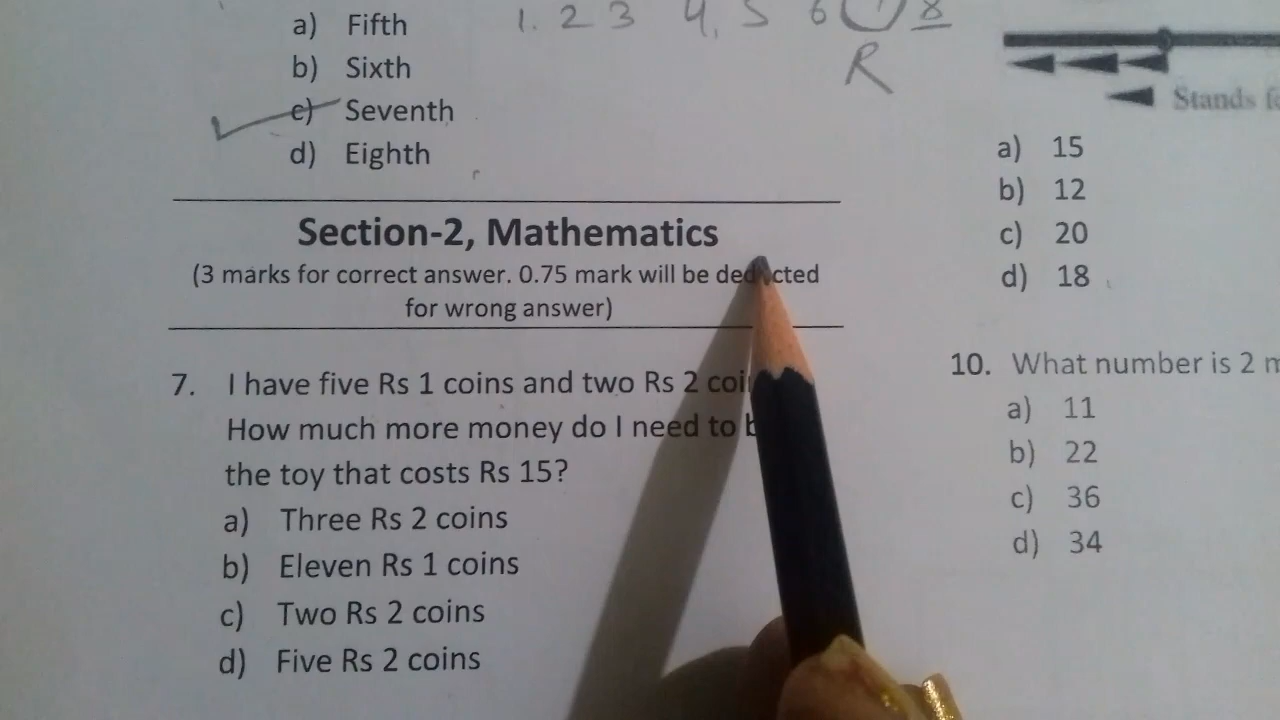 a) Fifth
b) Sixth
c) Seventh
d) Eighth
1. 2 3 4, 5 6 7 8
R
Section-2, Mathematics
(3 marks for correct answer. 0.75 mark will be deducted
for wrong answer)
7. I have five Rs 1 coins and two Rs 2
How much more money do I need to
the toy that costs Rs 15?
a) Three Rs 2 coins
b) Eleven Rs 1 coins
c) Two Rs 2 coins
d) Five Rs 2 coins
Stands
a) 15
b) 12
c) 20
d) 18
10. What number is 2
a) 11
b) 22
c) 36
d) 34